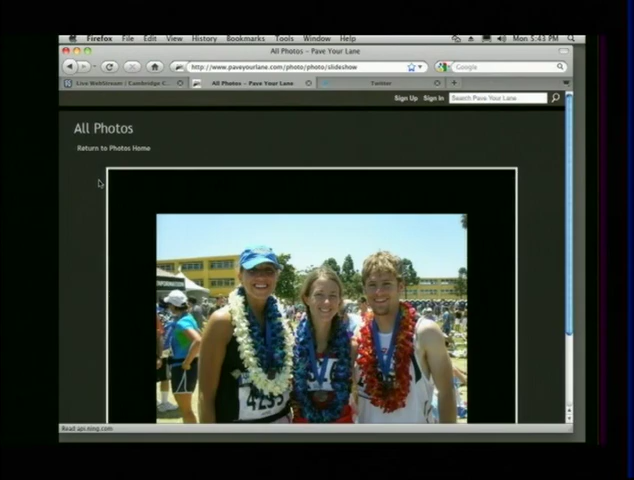 Firefox File Edit View History Bookmarks Tools Window Help Mon 5:43 PM
All Photos – Pave Your Lane
http://www.paveyourlane.com/photo/photo/slideshow
Google
Live WebStream / Cambridge C...
All Photos – Pave Your Lane
Twitter
Sign Up Sign In Search Pave Your Lane
All Photos
Return to Photos Home
Read api.ning.com